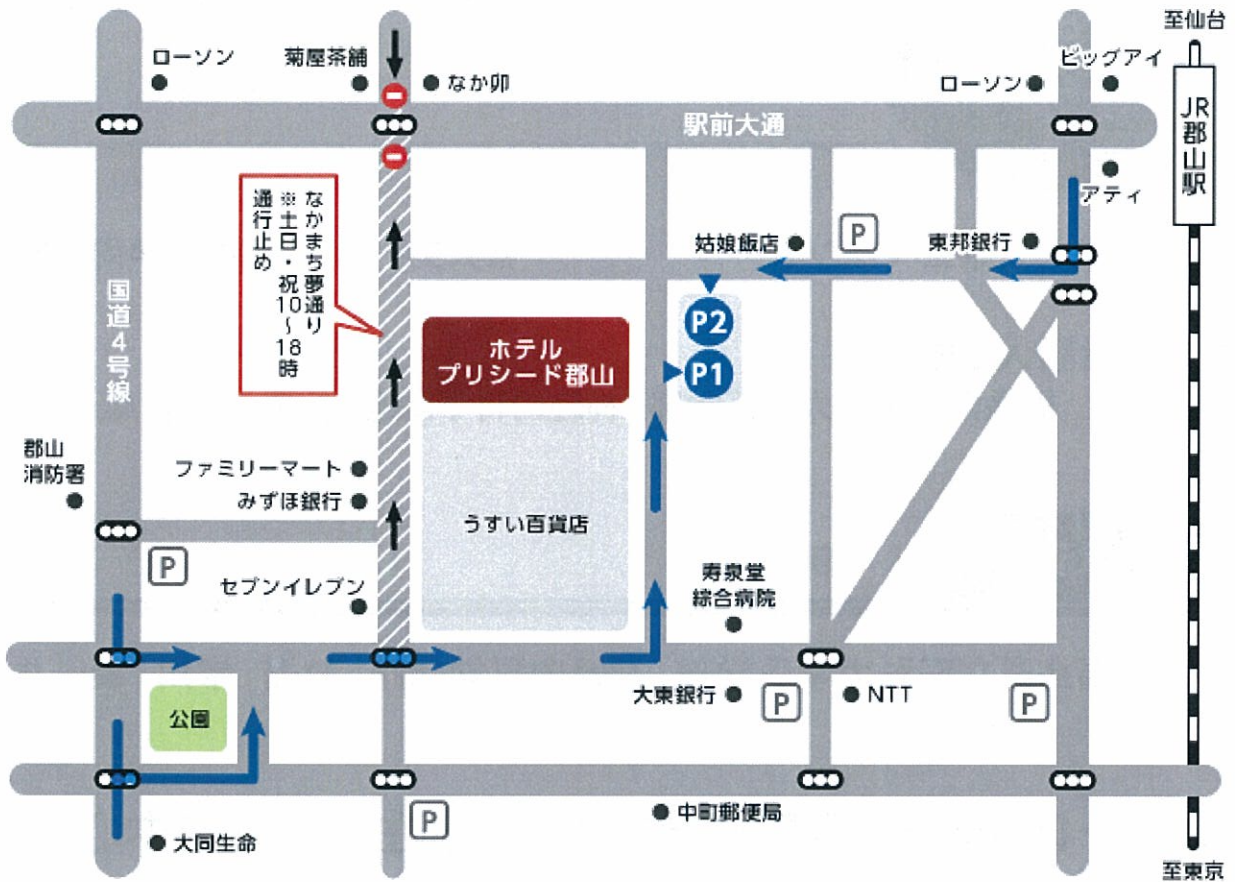 至仙台
ローソン
菊屋茶舗
なか卯
ローソン
ビッグアイ
駅前大通
JR郡山駅
アティ
なかまち夢通り
※土日・祝10～18時
通行止め
姑娘飯店
P
東邦銀行
国道4号線
P2
P1
ホテル
プリシード郡山
郡山
消防署
ファミリーマート
みずほ銀行
うすい百貨店
P
セブンイレブン
寿泉堂
綜合病院
公園
大東銀行
P
NTT
P
P
中町郵便局
大同生命
至東京